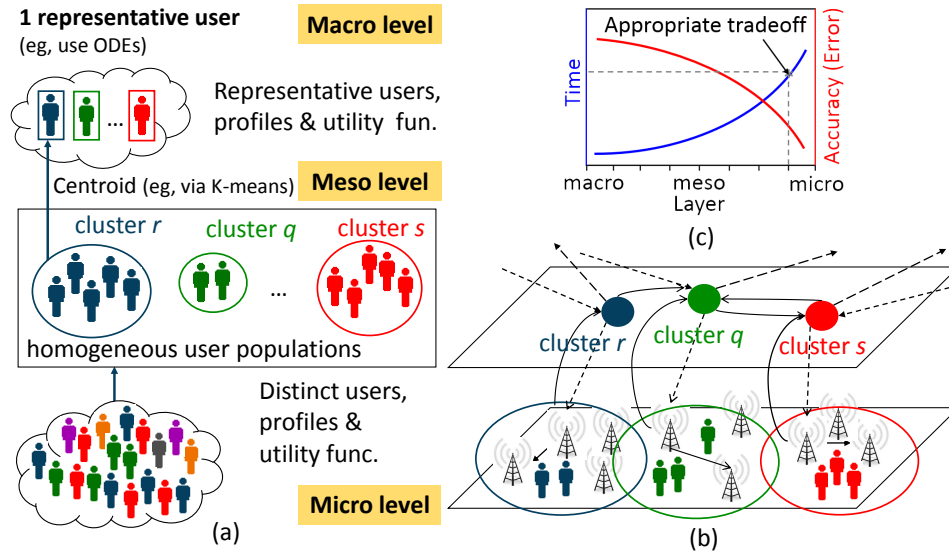 1 representative user
(eg, use ODEs)
Macro level
...
Representative users,
profiles & utility fun.
Centroid (eg, via K-means)
Meso level
cluster r
cluster q
cluster s
...
homogeneous user populations
Distinct users,
profiles &
utility func.
Micro level
(a)
Appropriate tradeoff
Time
Accuracy (Error)
macro
meso
micro
Layer
(c)
cluster r
cluster q
cluster s
(b)